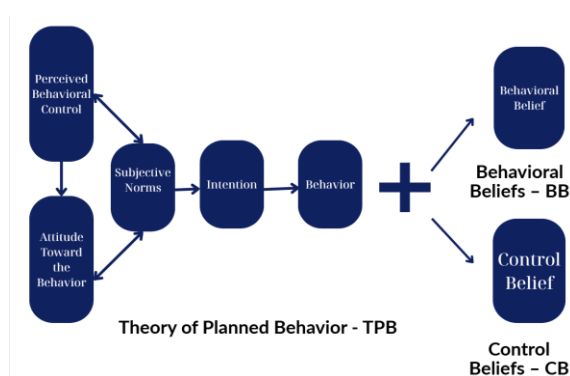 Perceived
Behavioral
Control
Attitude
Toward
the
Behavior
Subjective
Norms
Intention
Behavior
Behavioral
Belief
Behavioral
Beliefs – BB
Control
Belief
Control
Beliefs – CB
Theory of Planned Behavior - TPB